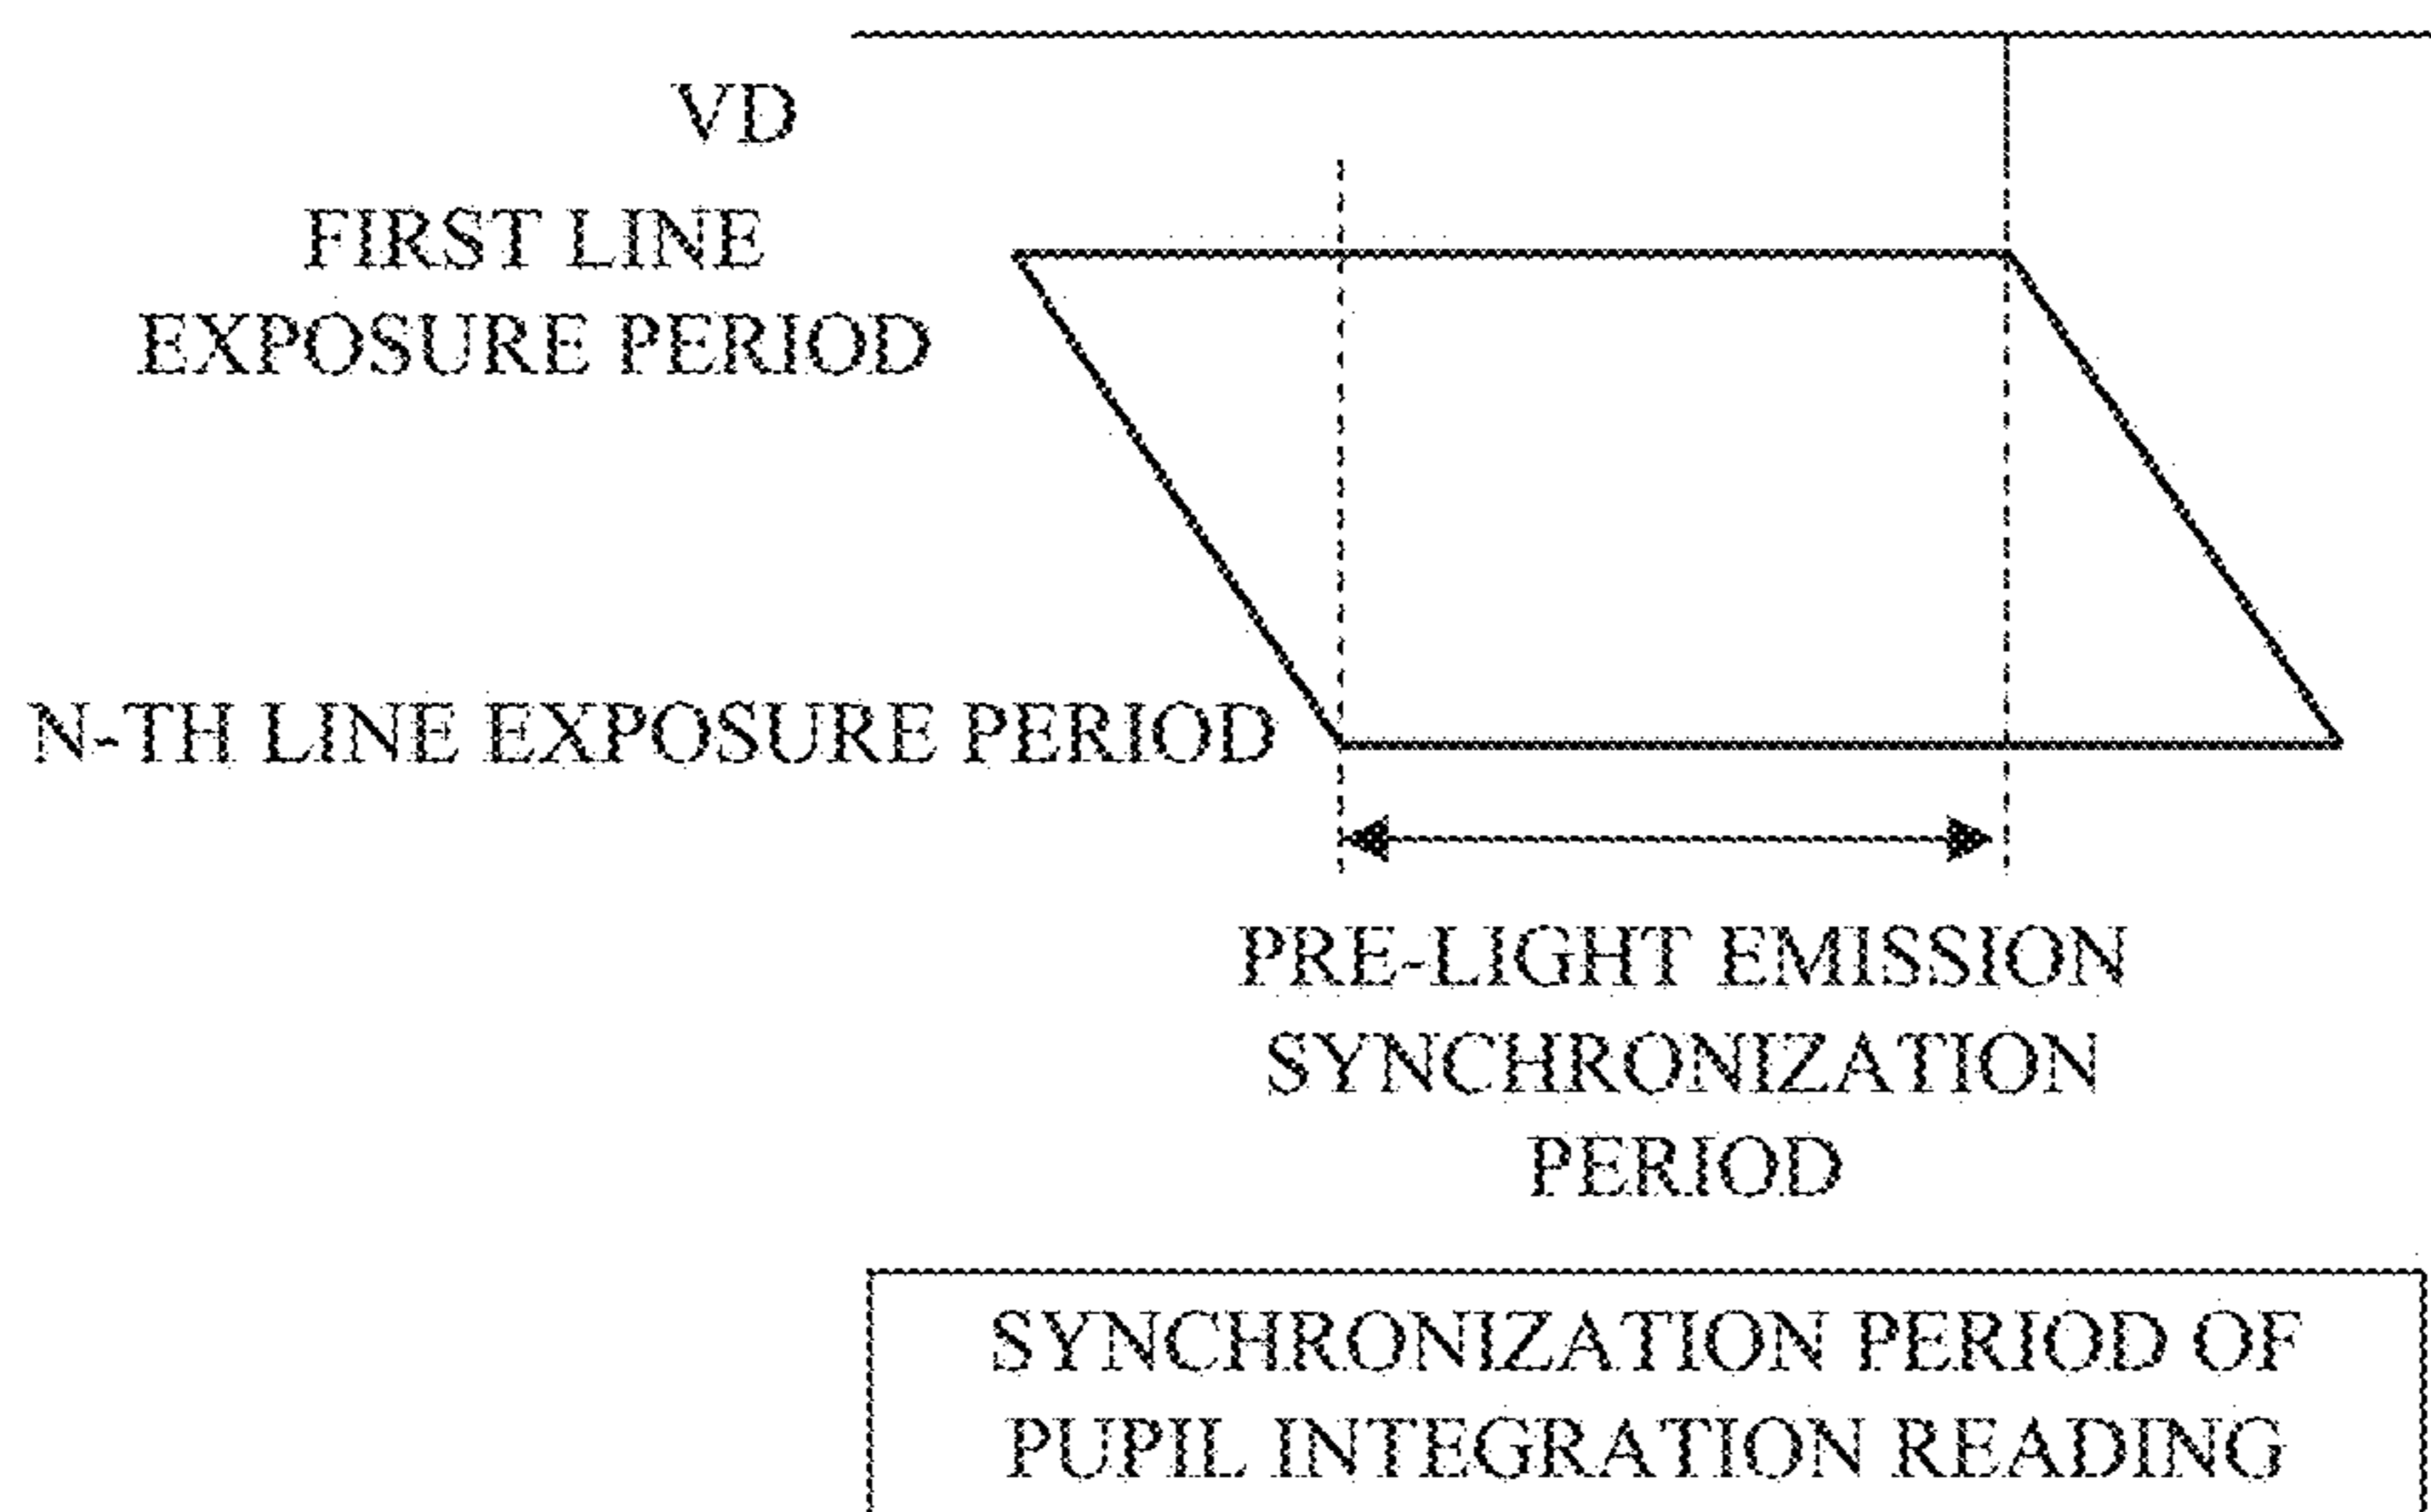 VD
FIRST LINE
EXPOSURE PERIOD
N-TH LINE EXPOSURE PERIOD
PRE-LIGHT EMISSION
SYNCHRONIZATION
PERIOD
SYNCHRONIZATION PERIOD OF
PUPIL INTEGRATION READING